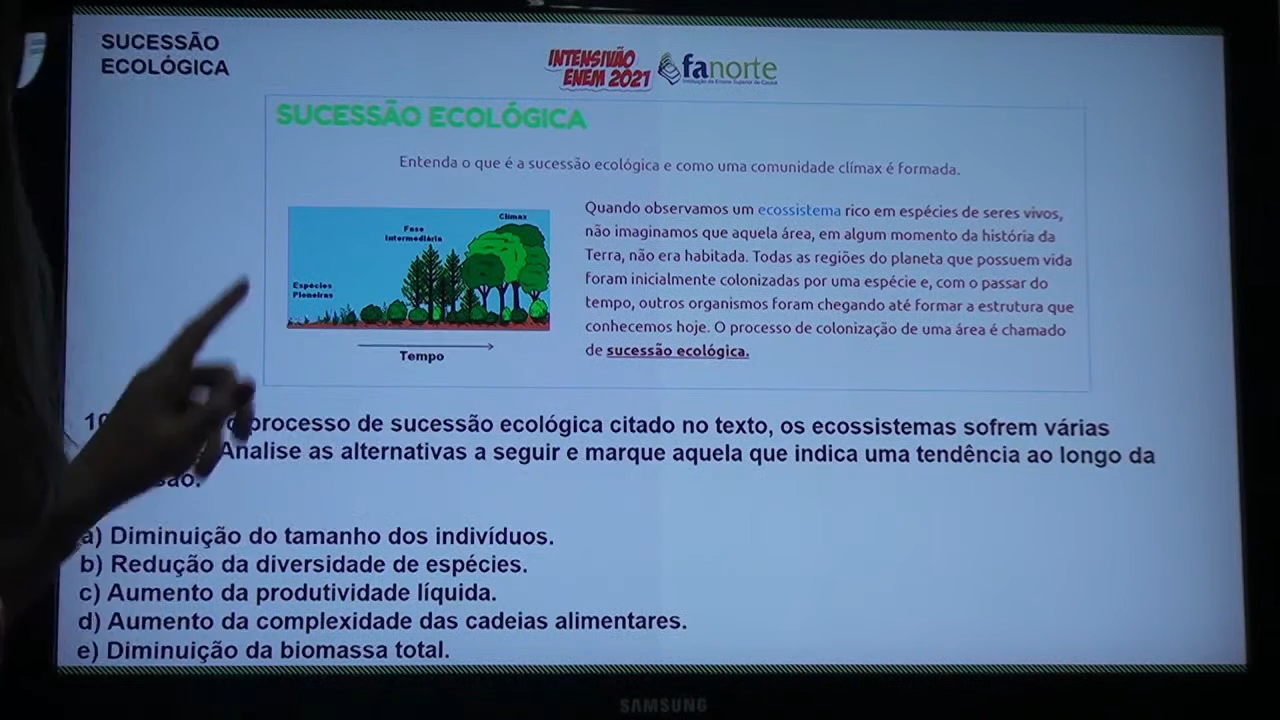 SUCESSÃO
ECOLÓGICA
INTENSIVÃO
ENEM 2021
fanorte
SUCESSÃO ECOLÓGICA
Entenda o que é a sucessão ecológica e como uma comunidade clímax é formada.
Clímax
Fase
Intermediária
Espécies
Pioneiras
Tempo
Quando observamos um ecossistema rico em espécies de seres vivos,
não imaginamos que aquela área, em algum momento da história da
Terra, não era habitada. Todas as regiões do planeta que possuem vida
foram inicialmente colonizadas por uma espécie e, com o passar do
tempo, outros organismos foram chegando até formar a estrutura que
conhecemos hoje. O processo de colonização de uma área é chamado
de sucessão ecológica.
processo de sucessão ecológica citado no texto, os ecossistemas sofrem várias
Analise as alternativas a seguir e marque aquela que indica uma tendência ao longo da
a) Diminuição do tamanho dos indivíduos.
b) Redução da diversidade de espécies.
c) Aumento da produtividade líquida.
d) Aumento da complexidade das cadeias alimentares.
e) Diminuição da biomassa total.
SAMSUNG